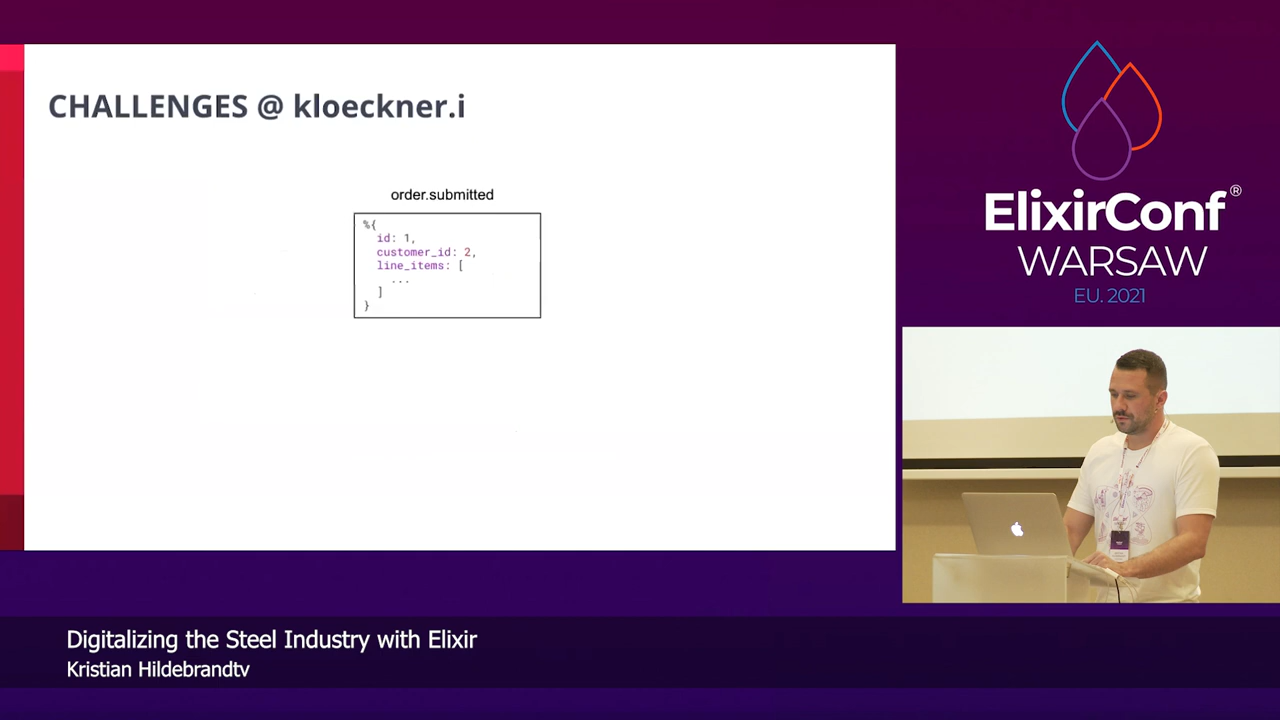 CHALLENGES @ kloeckner.i
order.submitted
%{
id: 1,
customer_id: 2,
line_items: [
...
]
}
ElixirConf®
WARSAW
EU. 2021
Digitalizing the Steel Industry with Elixir
Kristian Hildebrandtv